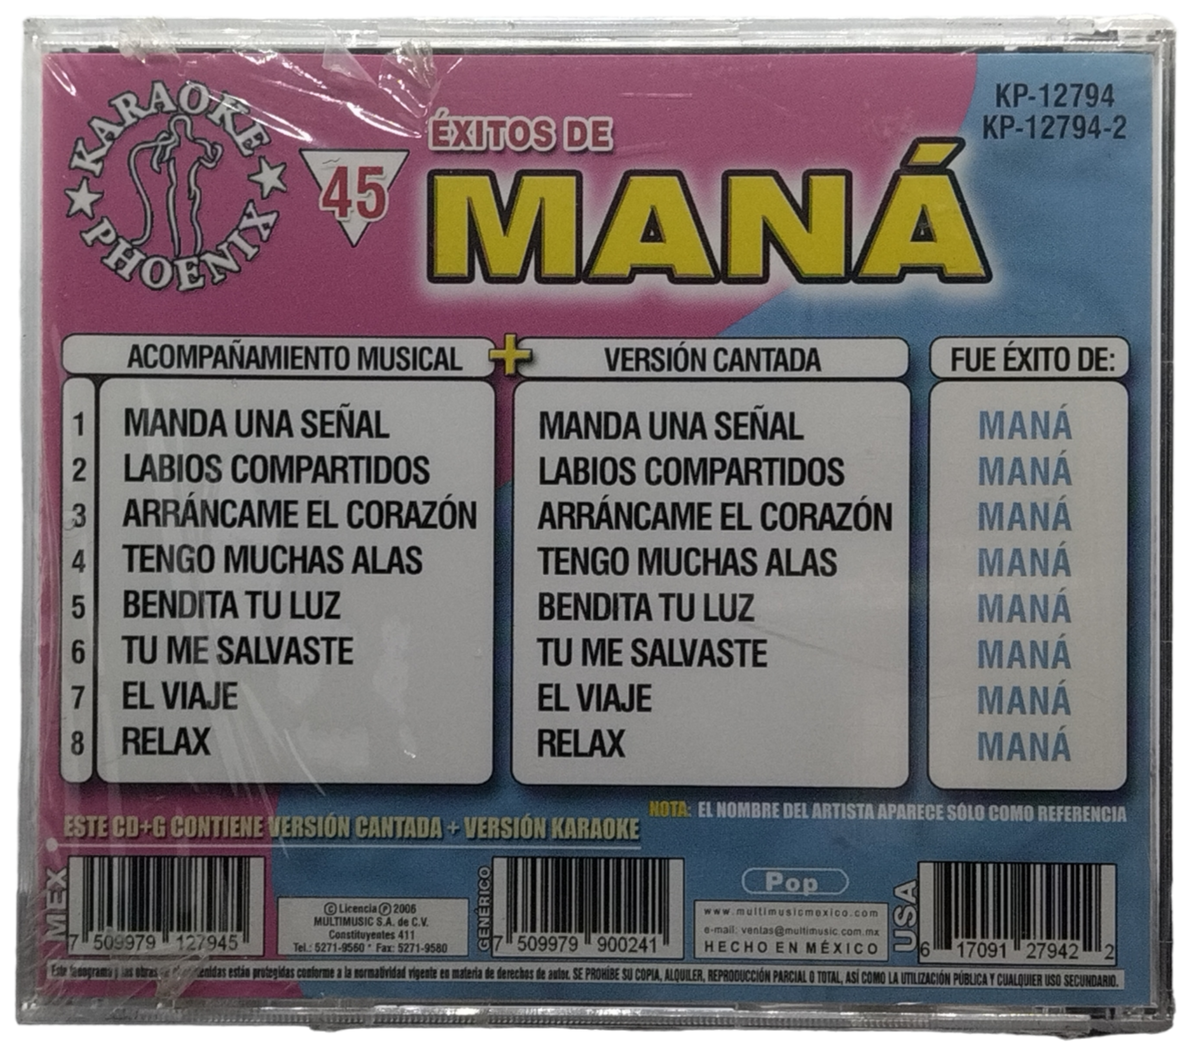 KARAOKE PHOENIX
45
ÉXITOS DE
MANÁ
KP-12794
KP-12794-2
ACOMPAÑAMIENTO MUSICAL + VERSIÓN CANTADA FUE ÉXITO DE:
1 MANDA UNA SEÑAL MANDA UNA SEÑAL MANÁ
2 LABIOS COMPARTIDOS LABIOS COMPARTIDOS MANÁ
3 ARRÁNCAME EL CORAZÓN ARRÁNCAME EL CORAZÓN MANÁ
4 TENGO MUCHAS ALAS TENGO MUCHAS ALAS MANÁ
5 BENDITA TU LUZ BENDITA TU LUZ MANÁ
6 TU ME SALVASTE TU ME SALVASTE MANÁ
7 EL VIAJE EL VIAJE MANÁ
8 RELAX RELAX MANÁ
NOTA: EL NOMBRE DEL ARTISTA APARECE SÓLO COMO REFERENCIA
ESTE CD+G CONTIENE VERSIÓN CANTADA + VERSIÓN KARAOKE
MEX
7 509979 127945
© Licencia ℗ 2006
MULTIMUSIC S.A. de C.V.
Constituyentes 411
Tel.: 5271-9560 * Fax: 5271-9580
GENÉRICO
7 509979 900241
Pop
www.multimusicmexico.com
e-mail: ventas@multimusic.com.mx
HECHO EN MÉXICO
USA
6 17091 27942 2
Este fonograma y las obras contenidas están protegidas conforme a la normatividad vigente en materia de derechos de autor. SE PROHÍBE SU COPIA, ALQUILER, REPRODUCCIÓN PARCIAL O TOTAL, ASÍ COMO LA UTILIZACIÓN PÚBLICA Y CUALQUIER USO SECUNDARIO.